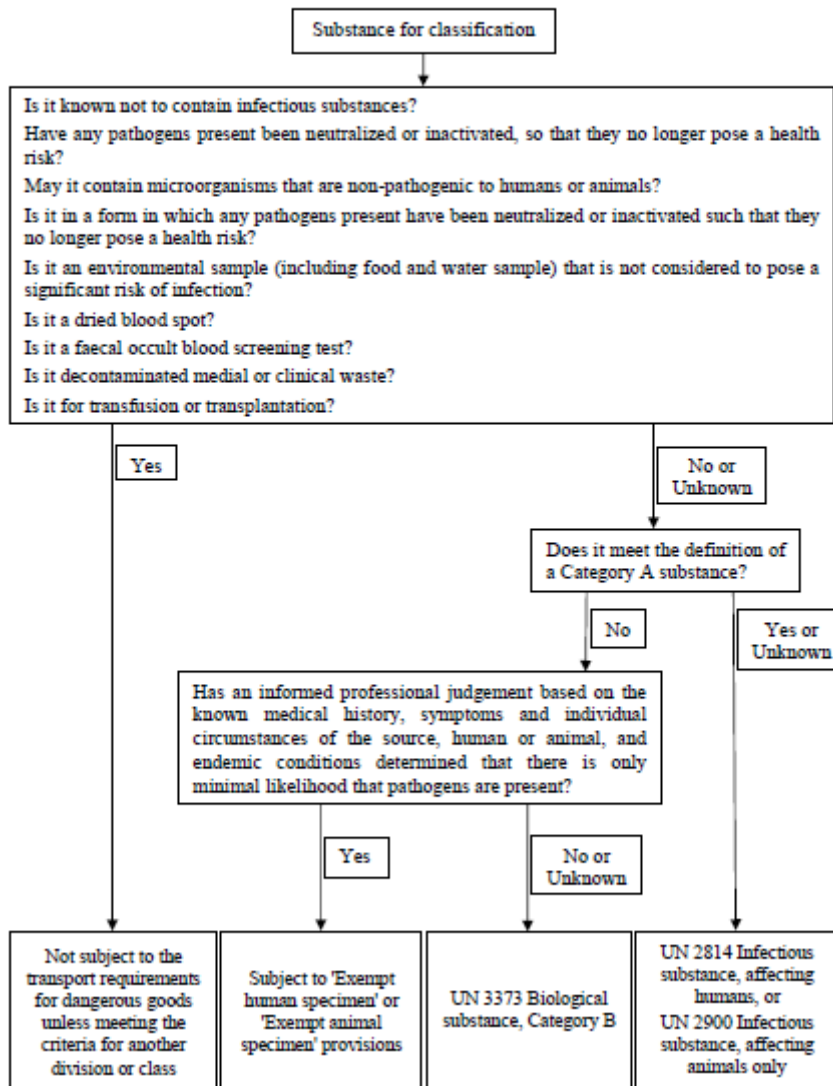 Substance for classification
Is it known not to contain infectious substances?
Have any pathogens present been neutralized or inactivated, so that they no longer pose a health
risk?
May it contain microorganisms that are non-pathogenic to humans or animals?
Is it in a form in which any pathogens present have been neutralized or inactivated such that they
no longer pose a health risk?
Is it an environmental sample (including food and water sample) that is not considered to pose a
significant risk of infection?
Is it a dried blood spot?
Is it a faecal occult blood screening test?
Is it decontaminated medial or clinical waste?
Is it for transfusion or transplantation?
Yes
No or
Unknown
Does it meet the definition of
a Category A substance?
No
Yes or
Unknown
Has an informed professional judgement based on the
known medical history, symptoms and individual
circumstances of the source, human or animal, and
endemic conditions determined that there is only
minimal likelihood that pathogens are present?
Yes
No or
Unknown
Not subject to the
transport requirements
for dangerous goods
unless meeting the
criteria for another
division or class
Subject to 'Exempt
human specimen' or
'Exempt animal
specimen' provisions
UN 3373 Biological
substance, Category B
UN 2814 Infectious
substance, affecting
humans, or
UN 2900 Infectious
substance, affecting
animals only